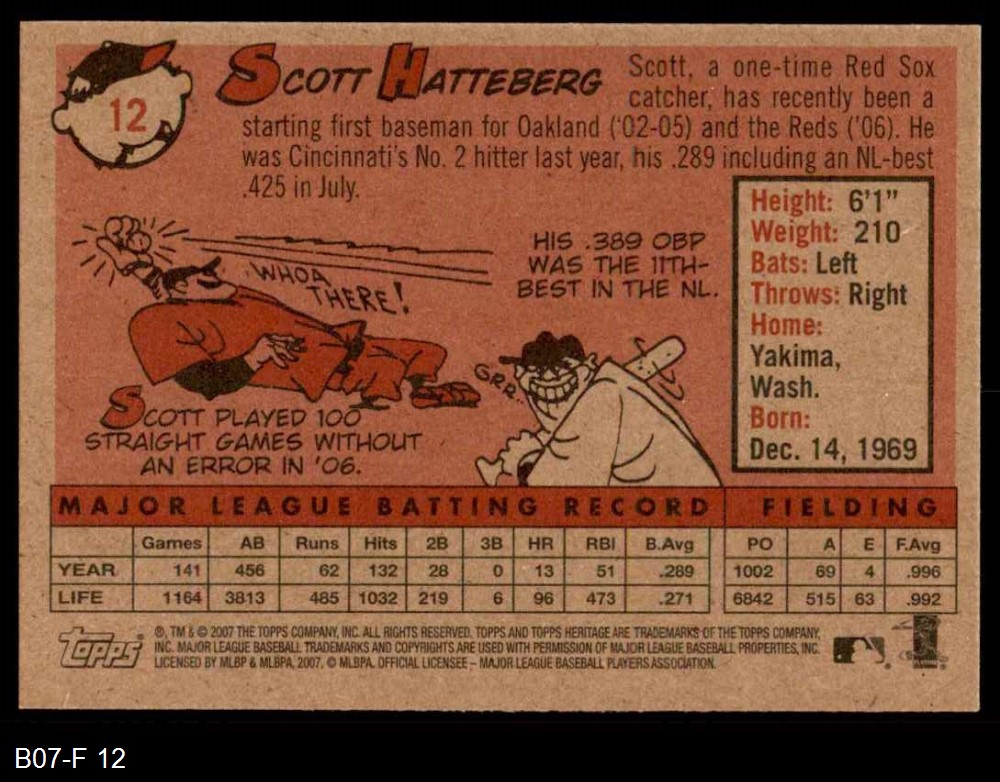 12
SCOTT HATTEBERG
Scott, a one-time Red Sox
catcher, has recently been a
starting first baseman for Oakland ('02-05) and the Reds ('06). He
was Cincinnati's No. 2 hitter last year, his .289 including an NL-best
.425 in July.
Height: 6'1"
Weight: 210
Bats: Left
Throws: Right
Home:
Yakima,
Wash.
Born:
Dec. 14, 1969
WHOA
THERE!
HIS .389 OBP
WAS THE 11TH-
BEST IN THE NL.
GRR..
SCOTT PLAYED 100
STRAIGHT GAMES WITHOUT
AN ERROR IN '06.
MAJOR LEAGUE BATTING RECORD FIELDING
Games AB Runs Hits 2B 3B HR RBI B.Avg PO A E F.Avg
YEAR 141 456 62 132 28 0 13 51 .289 1002 69 4 .996
LIFE 1164 3813 485 1032 219 6 96 473 .271 6842 515 63 .992
topps
®, TM & © 2007 THE TOPPS COMPANY, INC. ALL RIGHTS RESERVED. TOPPS AND TOPPS HERITAGE ARE TRADEMARKS OF THE TOPPS COMPANY,
INC. MAJOR LEAGUE BASEBALL TRADEMARKS AND COPYRIGHTS ARE USED WITH PERMISSION OF MAJOR LEAGUE BASEBALL PROPERTIES, INC.
LICENSED BY MLBP & MLBPA, 2007. © MLBPA. OFFICIAL LICENSEE – MAJOR LEAGUE BASEBALL PLAYERS ASSOCIATION.
B07-F 12